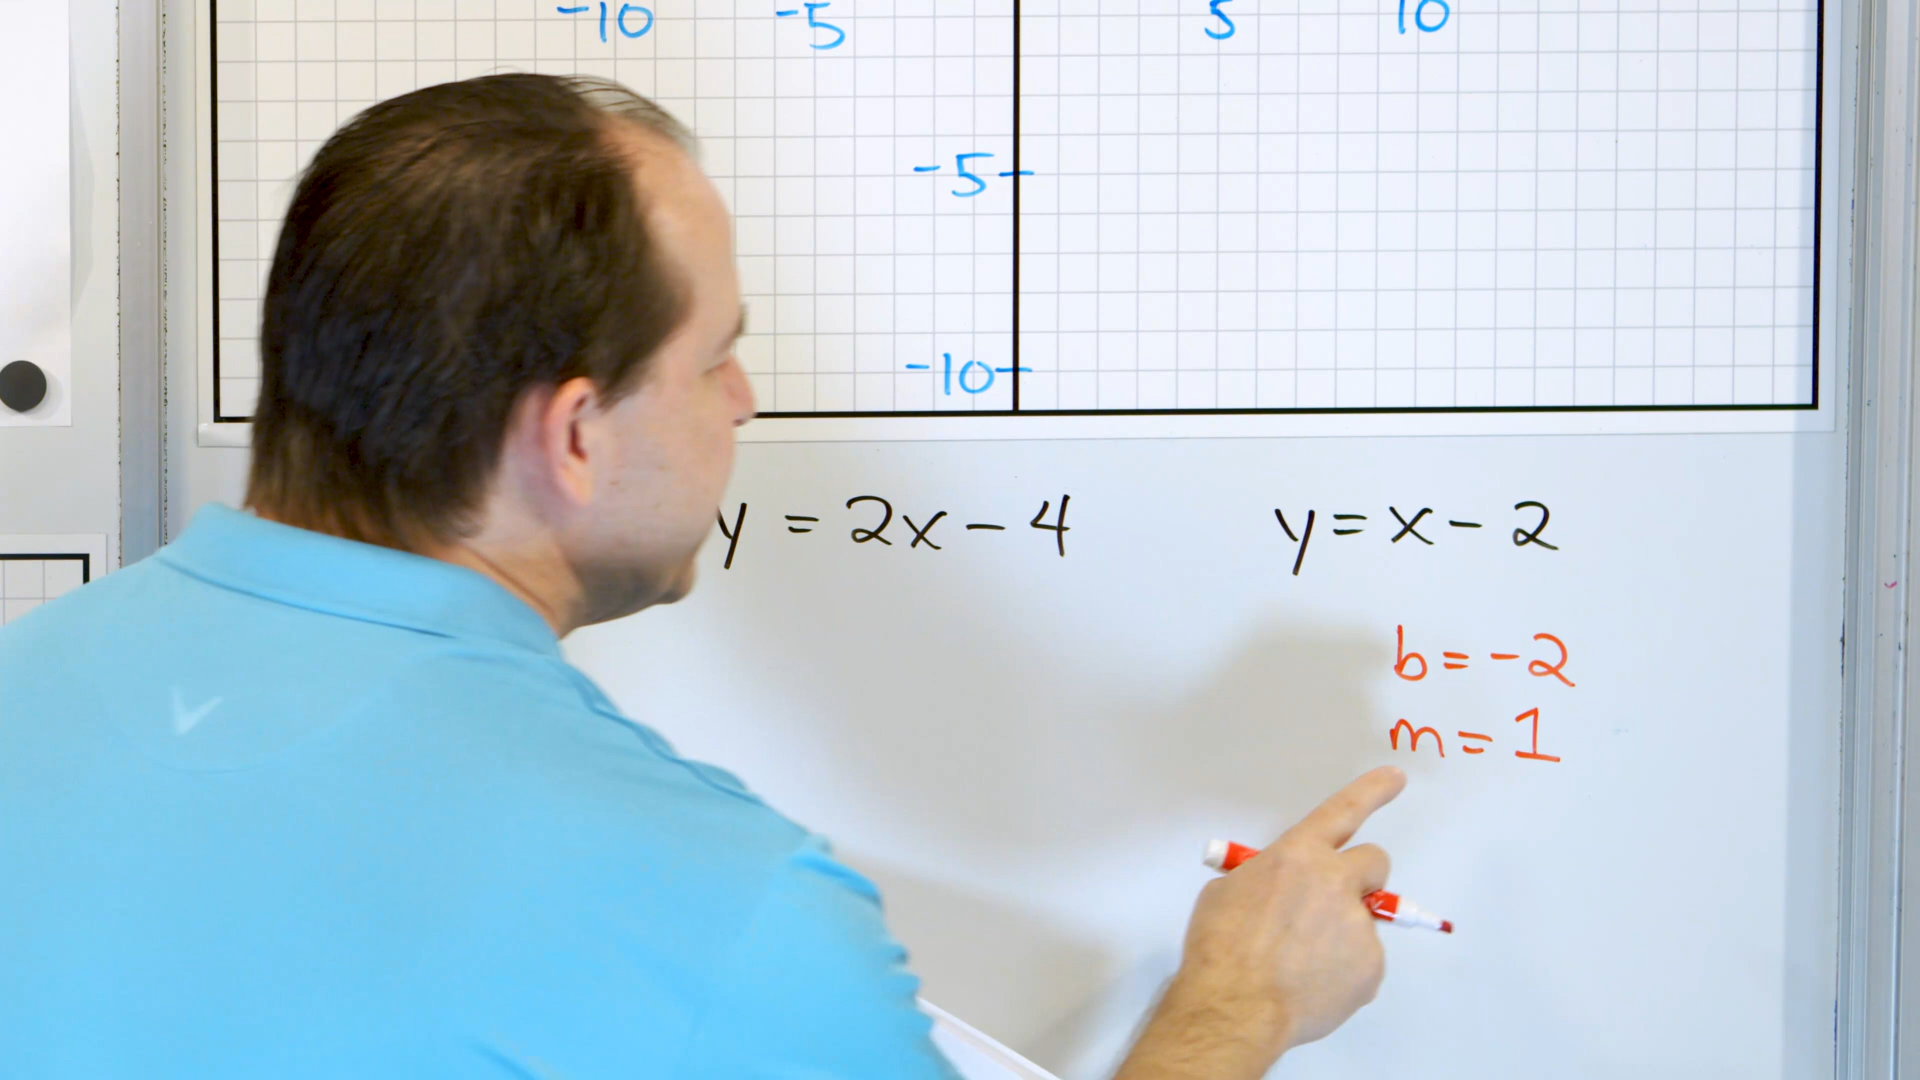 -10 -5 5 10
-5
-10
y = 2x - 4
y = x - 2
b = -2
m = 1